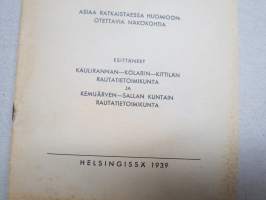 ASIAA RATKAISTAESSA HUOMIOON-
OTETTAVIA NÄKÖKOHTIA
ESITTÄNEET
KAULIRANNAN—KOLARIN—KITTILÄN
RAUTATIETOIMIKUNTA
JA
KEMIJÄRVEN—SALLAN KUNTAIN
RAUTATIETOIMIKUNTA
HELSINGISSÄ 1939